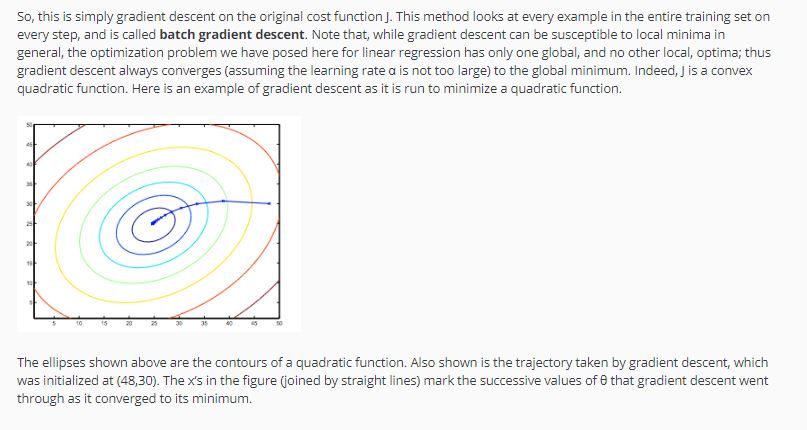 So, this is simply gradient descent on the original cost function J. This method looks at every example in the entire training set on
every step, and is called batch gradient descent. Note that, while gradient descent can be susceptible to local minima in
general, the optimization problem we have posed here for linear regression has only one global, and no other local, optima; thus
gradient descent always converges (assuming the learning rate α is not too large) to the global minimum. Indeed, J is a convex
quadratic function. Here is an example of gradient descent as it is run to minimize a quadratic function.
50
45
40
35
30
25
20
15
10
5
5 10 15 20 25 30 35 40 45 50
The ellipses shown above are the contours of a quadratic function. Also shown is the trajectory taken by gradient descent, which
was initialized at (48,30). The x's in the figure (joined by straight lines) mark the successive values of θ that gradient descent went
through as it converged to its minimum.